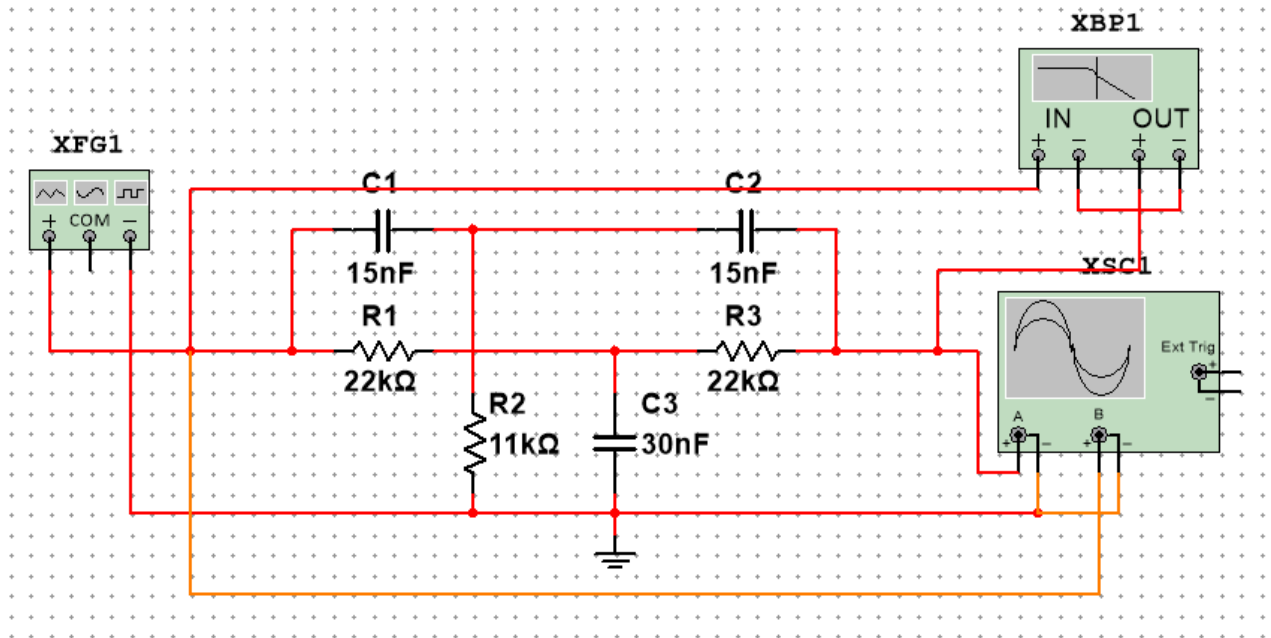 XBP1
IN OUT
+ − + −
XFG1
+ COM −
C1
15nF
C2
15nF
R1
22kΩ
R3
22kΩ
R2
11kΩ
C3
30nF
XSC1
Ext Trig
+
−
A
B
+ − + −